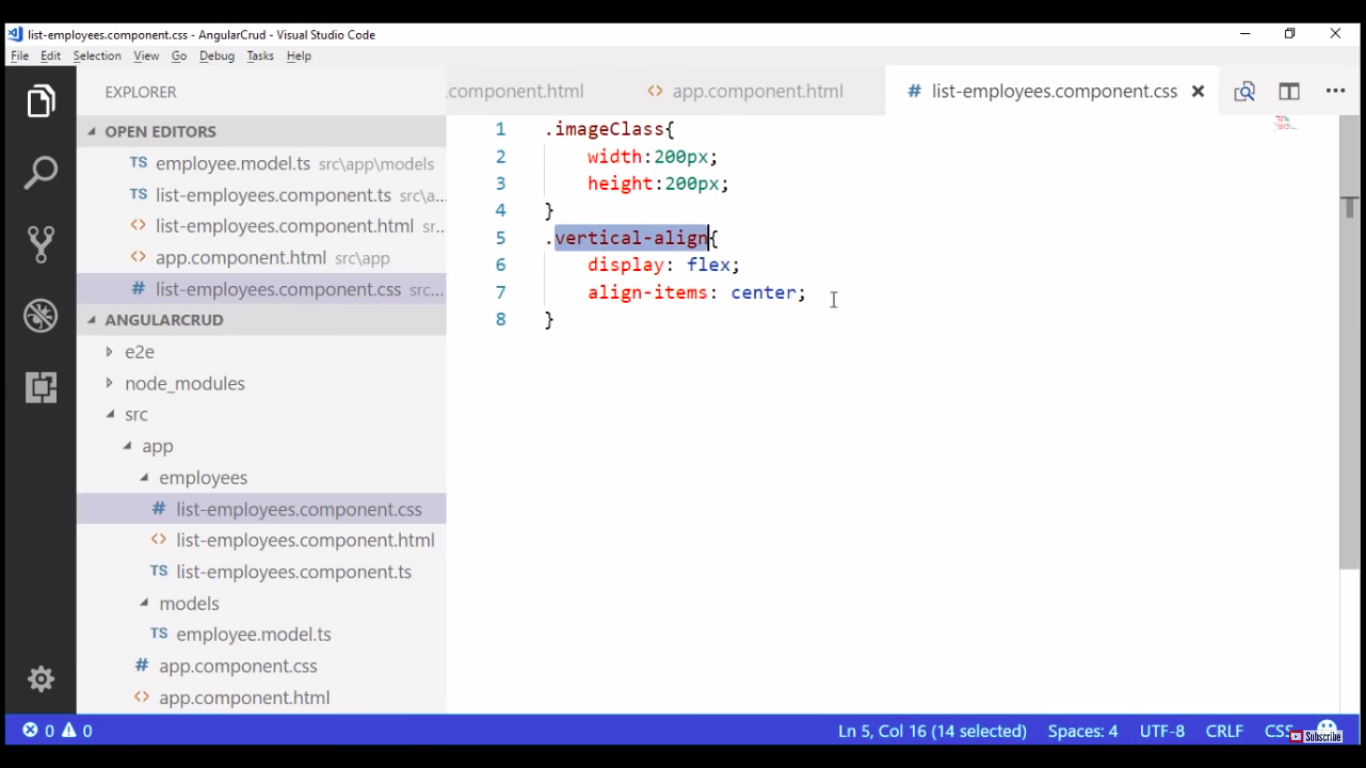 list-employees.component.css - AngularCrud - Visual Studio Code
File Edit Selection View Go Debug Tasks Help
EXPLORER
.component.html
<> app.component.html
# list-employees.component.css
OPEN EDITORS
TS employee.model.ts src\app\models
TS list-employees.component.ts src\a...
<> list-employees.component.html sr...
<> app.component.html src\app
# list-employees.component.css src...
ANGULARCRUD
e2e
node_modules
src
app
employees
# list-employees.component.css
<> list-employees.component.html
TS list-employees.component.ts
models
TS employee.model.ts
# app.component.css
<> app.component.html
1 .imageClass{
2 width:200px;
3 height:200px;
4 }
5 .vertical-align{
6 display: flex;
7 align-items: center;
8 }
0 0
Ln 5, Col 16 (14 selected) Spaces: 4 UTF-8 CRLF CSS
Subscribe